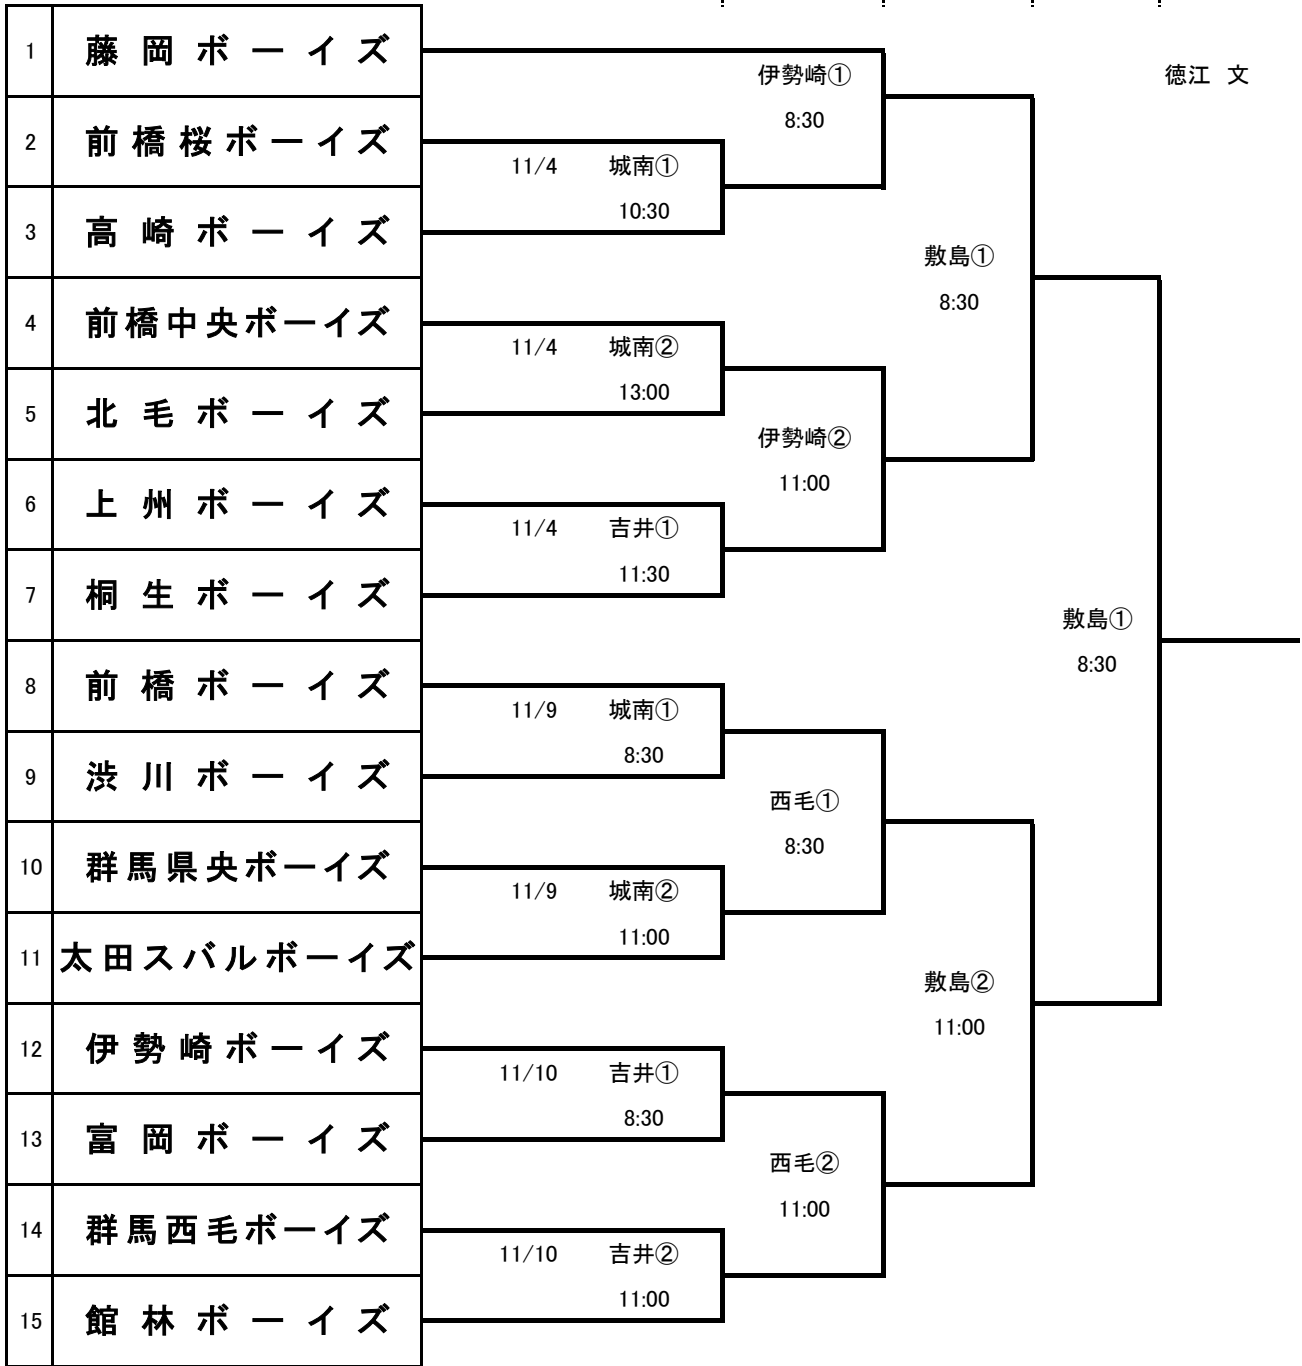 1 藤岡ボーイズ
伊勢崎① 徳江 文
8:30
2 前橋桜ボーイズ
11/4 城南①
10:30
3 高崎ボーイズ
敷島①
8:30
4 前橋中央ボーイズ
11/4 城南②
13:00
5 北毛ボーイズ
伊勢崎②
11:00
6 上州ボーイズ
11/4 吉井①
11:30
7 桐生ボーイズ
敷島①
8:30
8 前橋ボーイズ
11/9 城南①
8:30
9 渋川ボーイズ
西毛①
8:30
10 群馬県央ボーイズ
11/9 城南②
11:00
11 太田スバルボーイズ
敷島②
11:00
12 伊勢崎ボーイズ
11/10 吉井①
8:30
13 富岡ボーイズ
西毛②
11:00
14 群馬西毛ボーイズ
11/10 吉井②
11:00
15 館林ボーイズ